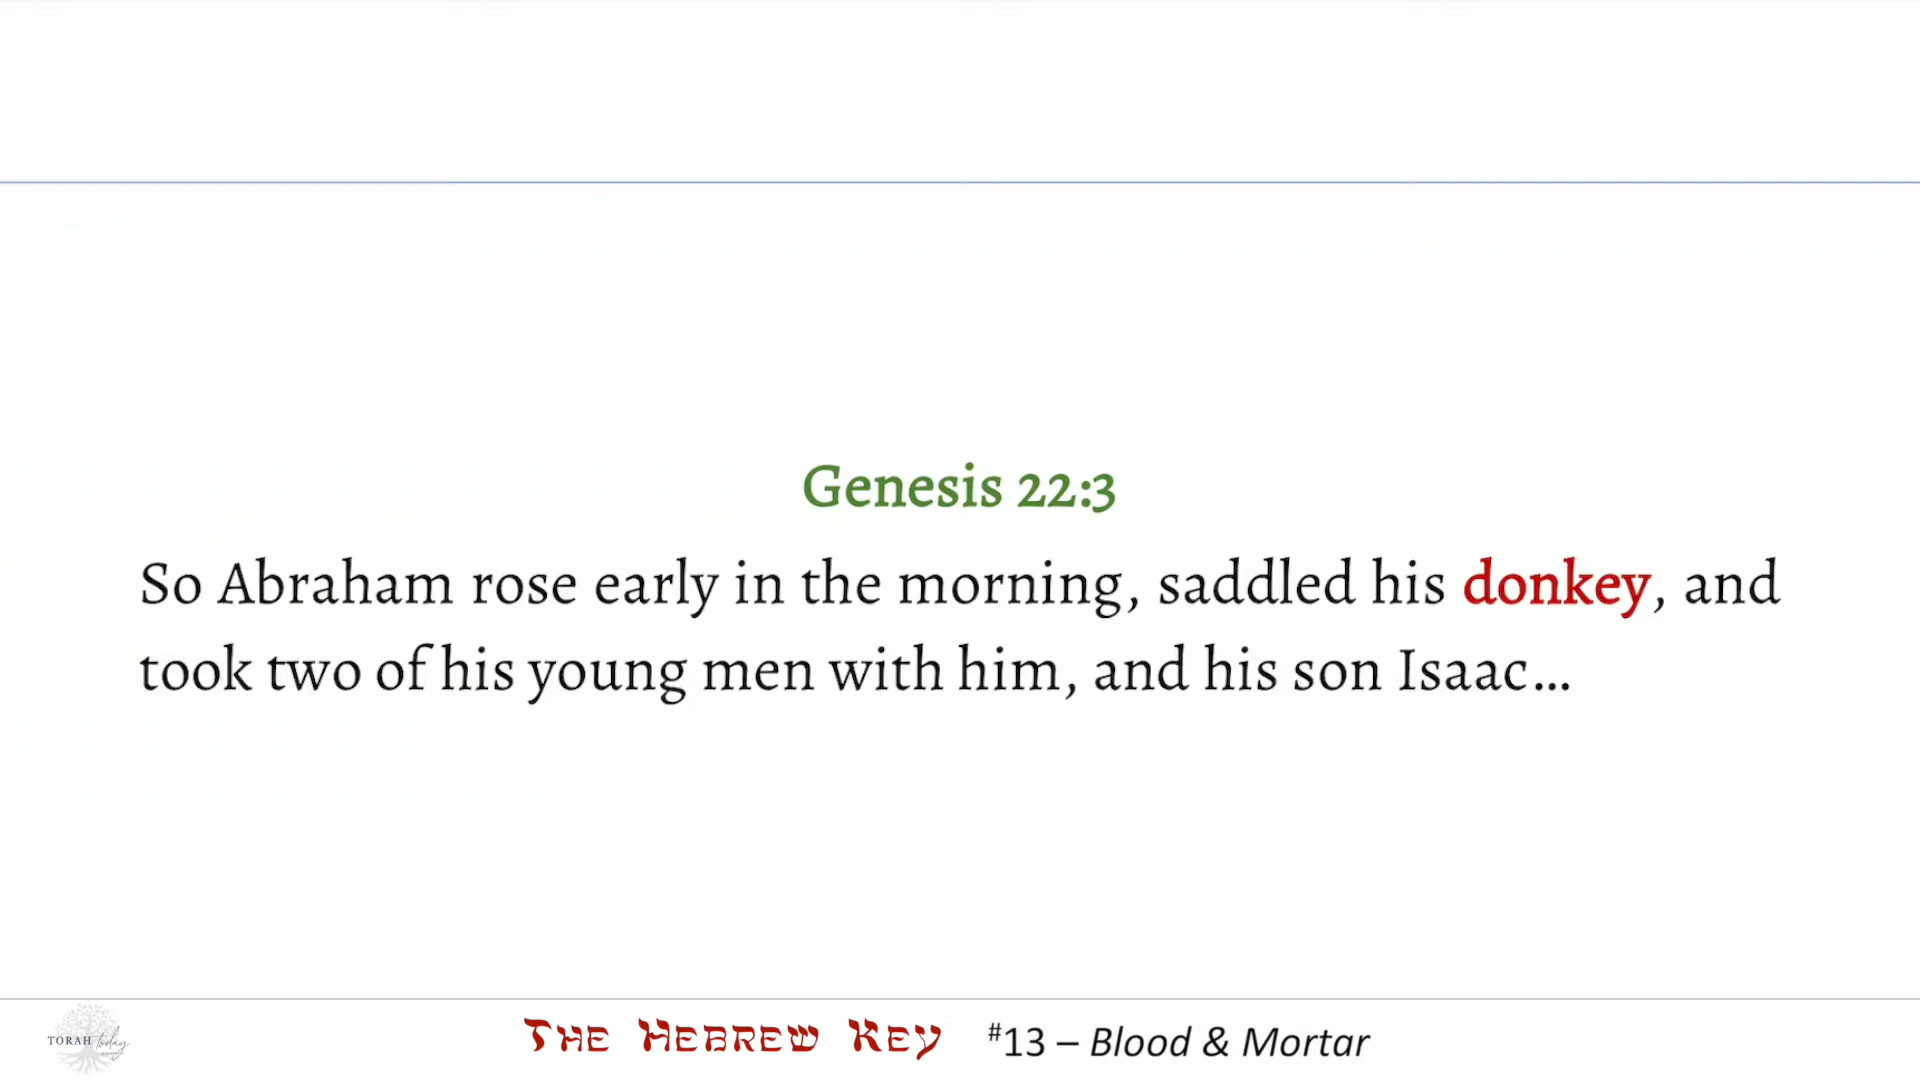 Genesis 22:3
So Abraham rose early in the morning, saddled his donkey, and
took two of his young men with him, and his son Isaac...
TORAH today
The Hebrew Key #13 – Blood & Mortar